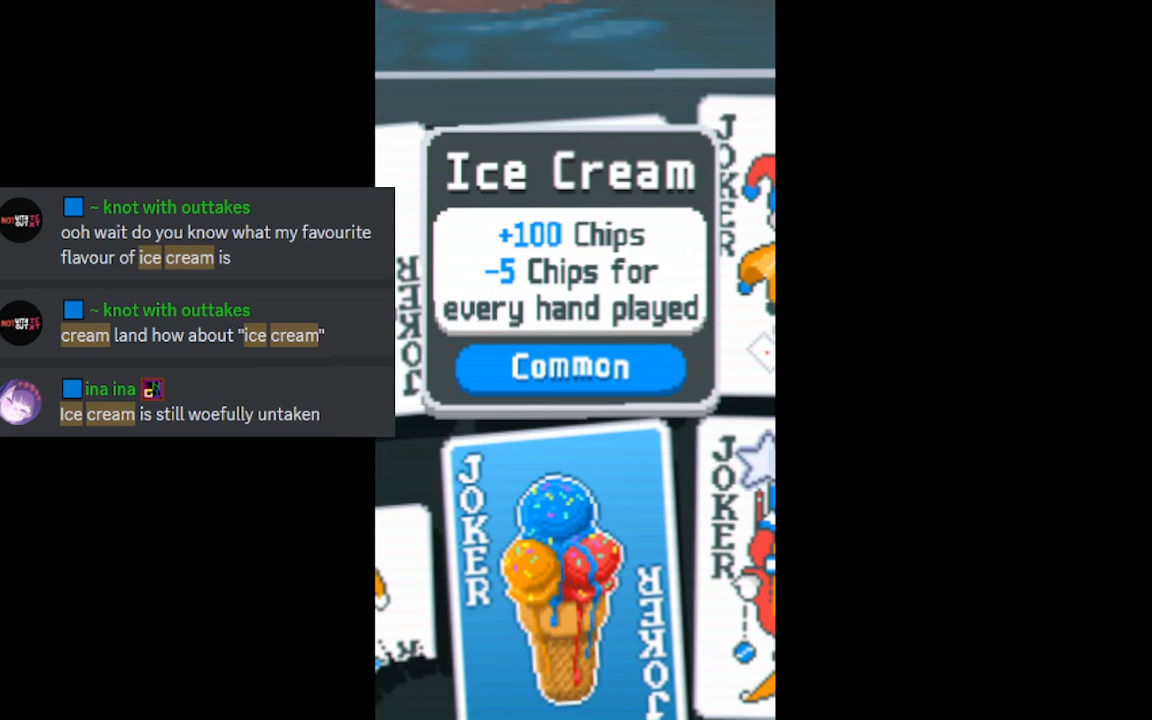 ~ knot with outtakes
ooh wait do you know what my favourite
flavour of ice cream is
~ knot with outtakes
cream land how about "ice cream"
ina ina
Ice cream is still woefully untaken
Ice Cream
+100 Chips
-5 Chips for
every hand played
Common
JOKER
JOKER
JOKER
JOKER
JOKER
JOKER